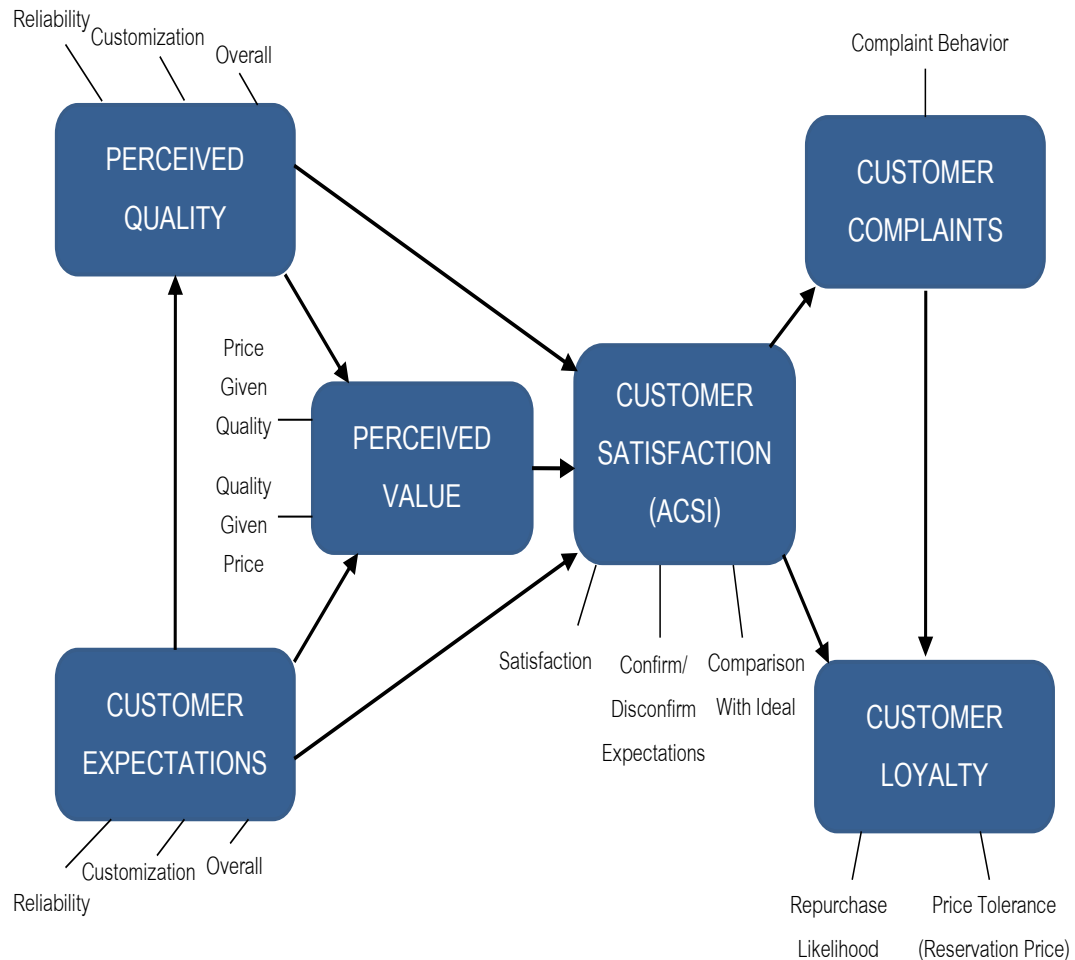 Reliability
Customization
Overall
PERCEIVED
QUALITY
Complaint Behavior
CUSTOMER
COMPLAINTS
Price
Given
Quality
Quality
Given
Price
PERCEIVED
VALUE
CUSTOMER
SATISFACTION
(ACSI)
Satisfaction
Confirm/
Disconfirm
Expectations
Comparison
With Ideal
CUSTOMER
EXPECTATIONS
Reliability
Customization
Overall
CUSTOMER
LOYALTY
Repurchase
Likelihood
Price Tolerance
(Reservation Price)